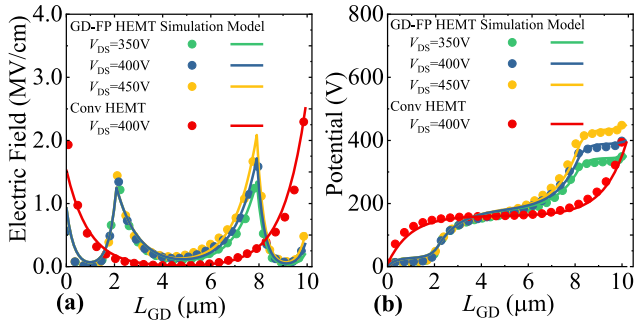 GD-FP HEMT Simulation Model
V_DS=350V
V_DS=400V
V_DS=450V
Conv HEMT
V_DS=400V
Electric Field (MV/cm)
4.0
3.0
2.0
1.0
0.0
0 2 4 6 8 10
(a)
L_GD (μm)
GD-FP HEMT Simulation Model
V_DS=350V
V_DS=400V
V_DS=450V
Conv HEMT
V_DS=400V
Potential (V)
800
600
400
200
0
0 2 4 6 8 10
(b)
L_GD (μm)